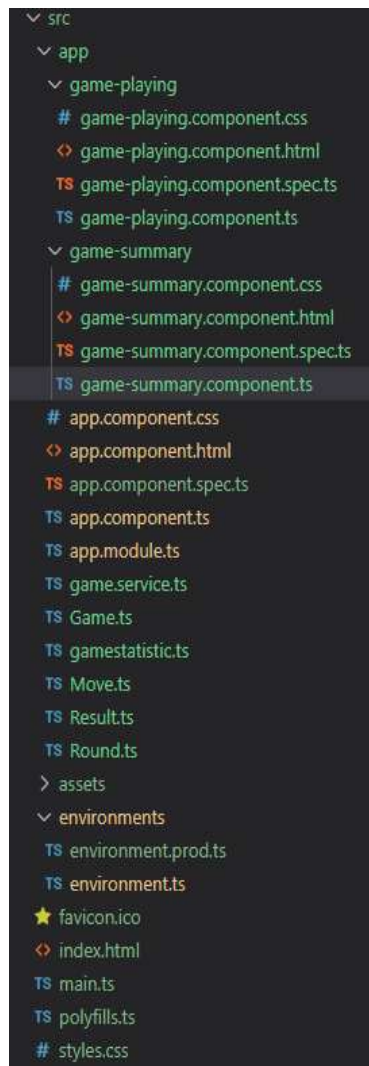 src
app
game-playing
# game-playing.component.css
<> game-playing.component.html
TS game-playing.component.spec.ts
TS game-playing.component.ts
game-summary
# game-summary.component.css
<> game-summary.component.html
TS game-summary.component.spec.ts
TS game-summary.component.ts
# app.component.css
<> app.component.html
TS app.component.spec.ts
TS app.component.ts
TS app.module.ts
TS game.service.ts
TS Game.ts
TS gamestatistic.ts
TS Move.ts
TS Result.ts
TS Round.ts
assets
environments
TS environment.prod.ts
TS environment.ts
favicon.ico
<> index.html
TS main.ts
TS polyfills.ts
# styles.css